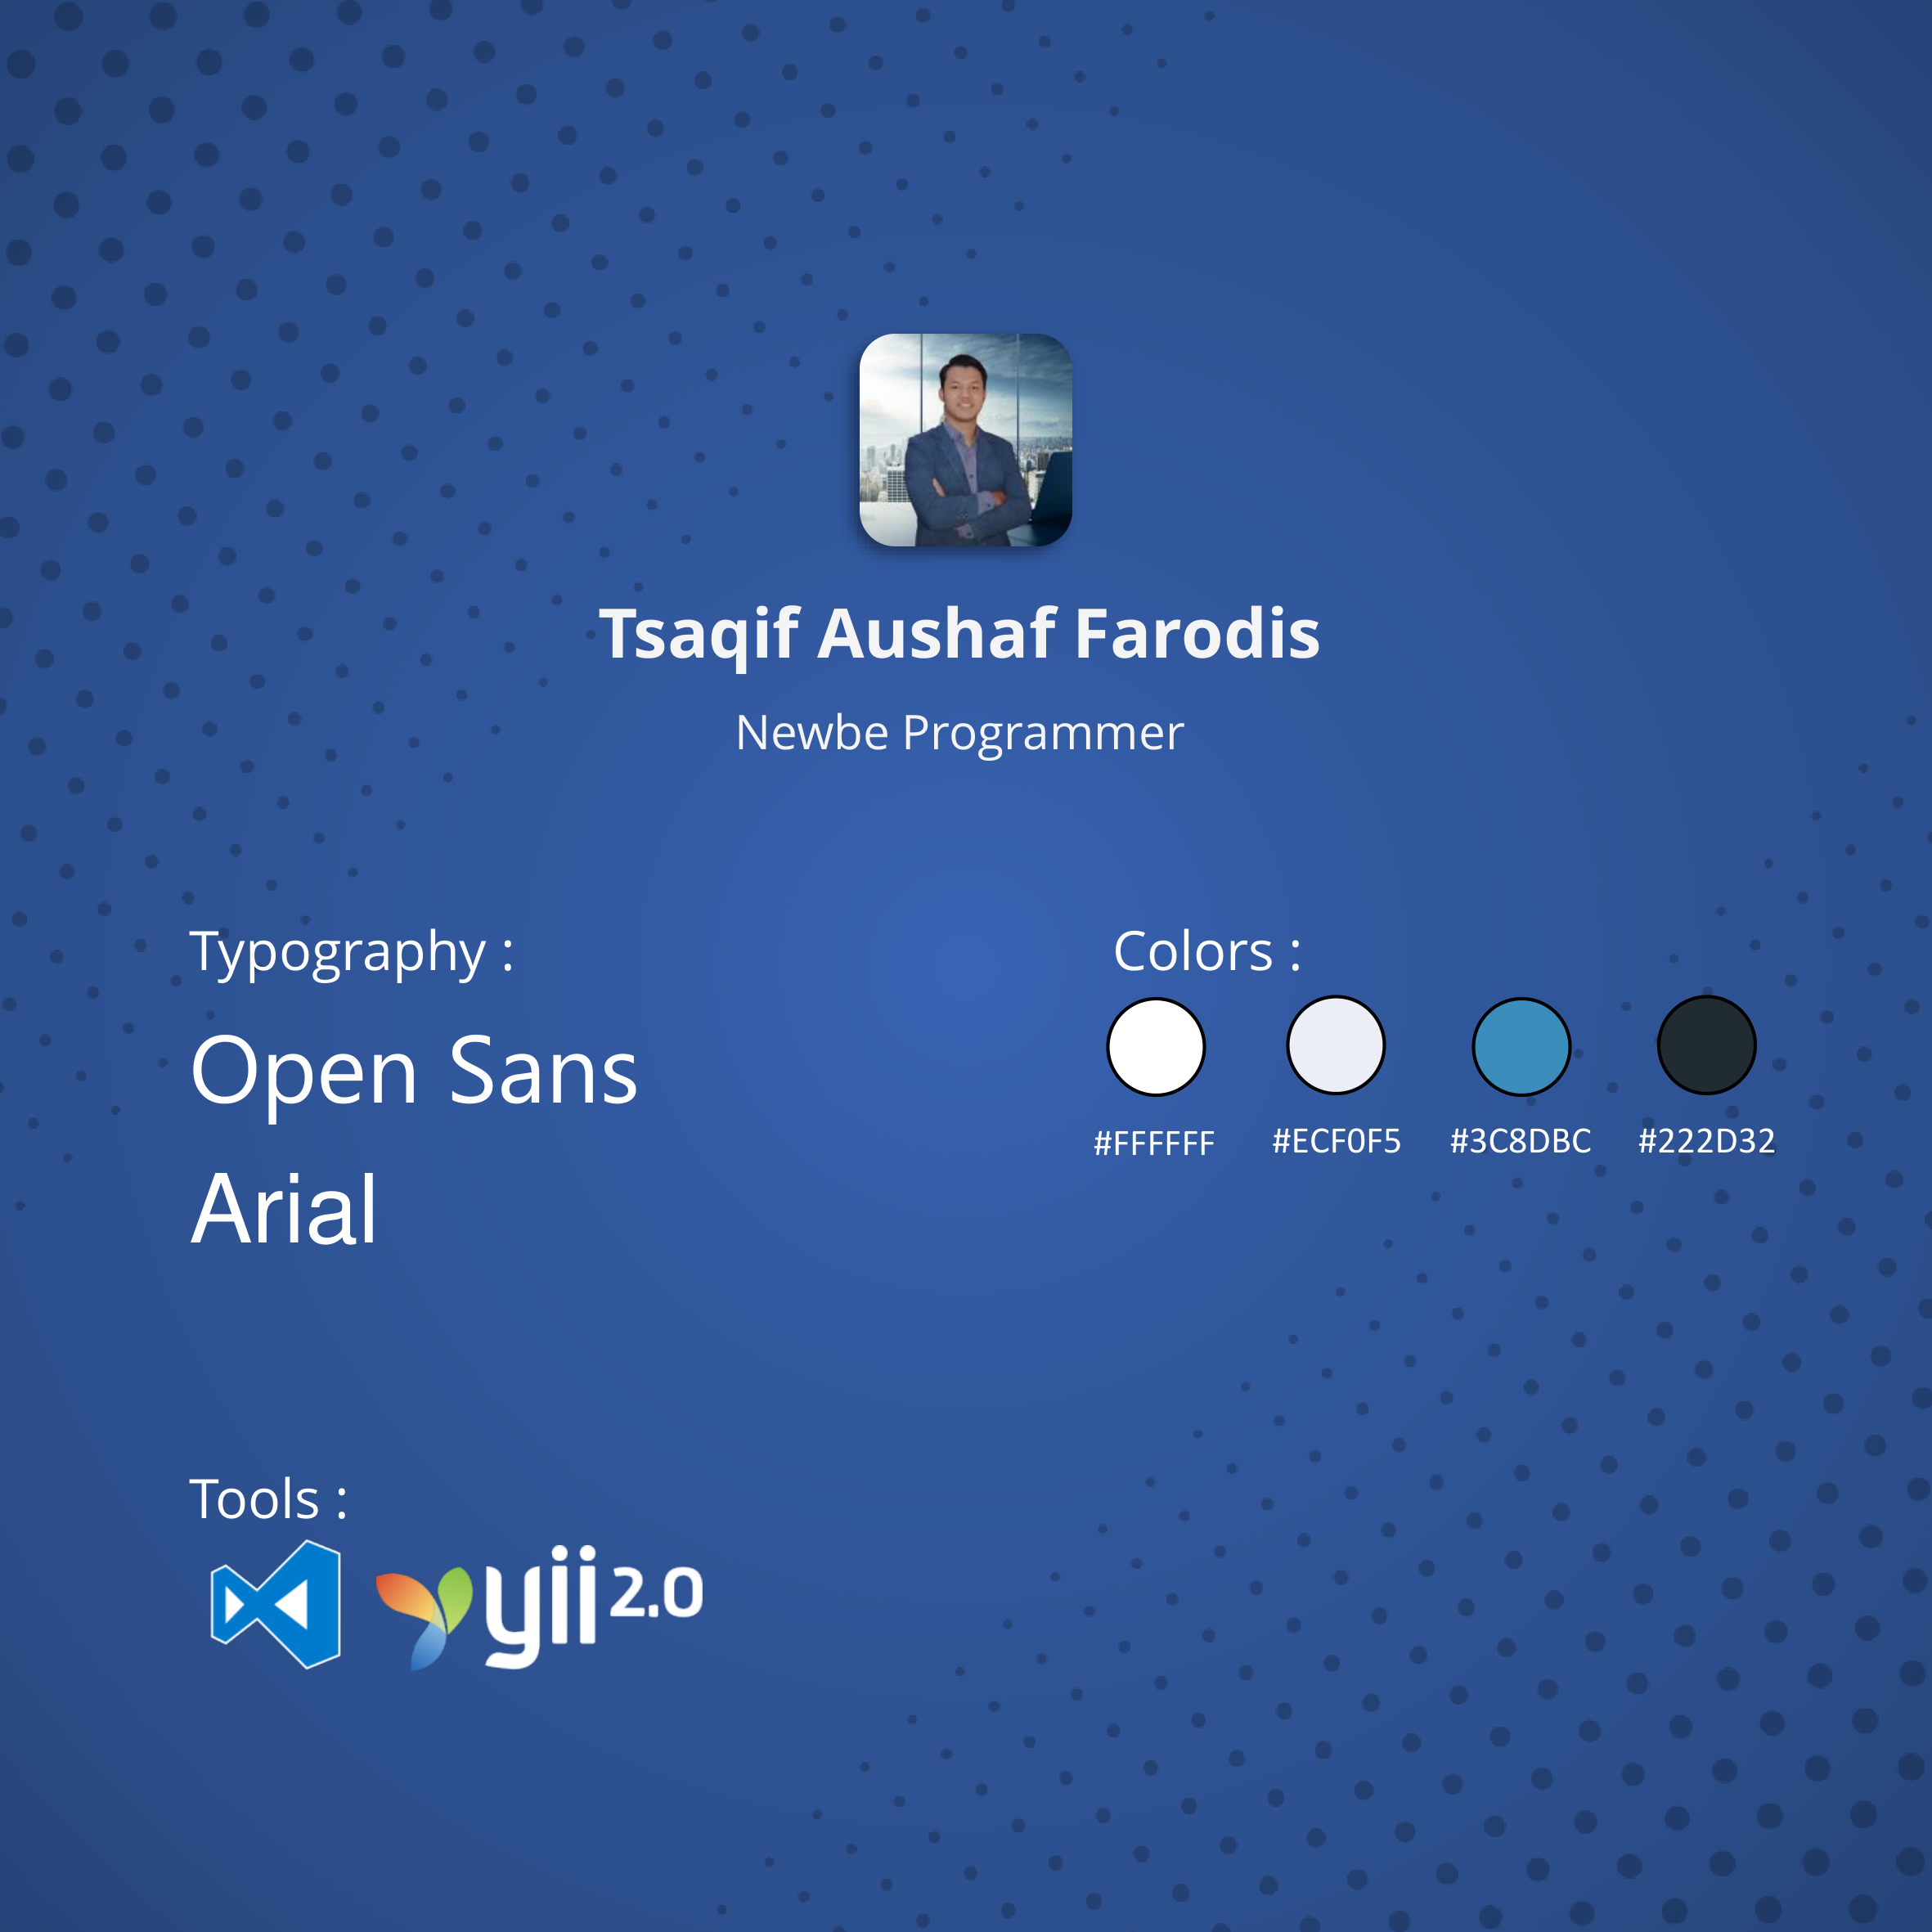 Tsaqif Aushaf Farodis
Newbe Programmer
Typography :
Open Sans
Arial
Colors :
#FFFFFF #ECF0F5 #3C8DBC #222D32
Tools :
yii 2.0